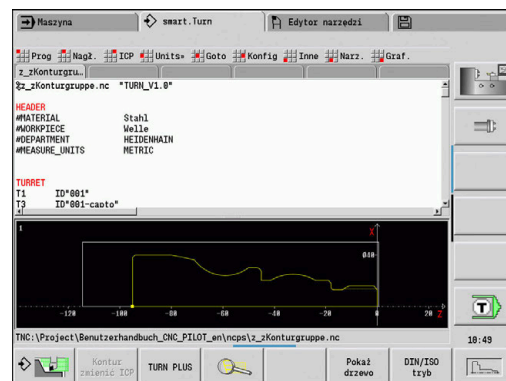 Maszyna smart.Turn Edytor narzędzi
Prog Nagł. ICP Units» Goto Konfig Inne Narz. Graf.
z_zKonturgru…
%z_zKonturgruppe.nc "TURN_V1.0"
HEADER
#MATERIAL Stahl
#WORKPIECE Welle
#DEPARTMENT HEIDENHAIN
#MEASURE_UNITS METRIC
TURRET
T1 ID"001"
T3 ID"001-capto"
X
Ø40
-120 -100 -80 -60 -40 -20 0 20 Z
TNC:\Project\Benutzerhandbuch_CNC_PILOT_en\ncps\z_zKonturgruppe.nc
T
10:49
Kontur zmienić ICP
TURN PLUS
Pokaż drzewo
DIN/ISO tryb